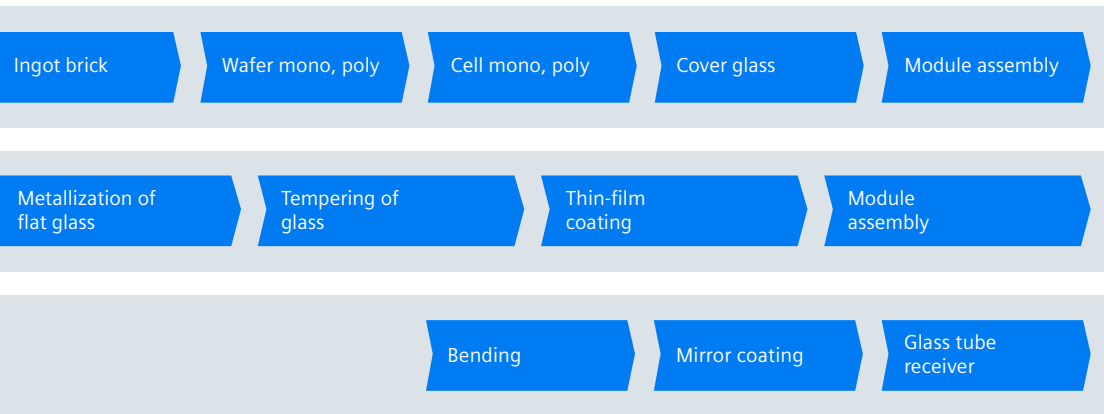 Ingot brick
Wafer mono, poly
Cell mono, poly
Cover glass
Module assembly
Metallization of
flat glass
Tempering of
glass
Thin-film
coating
Module
assembly
Bending
Mirror coating
Glass tube
receiver